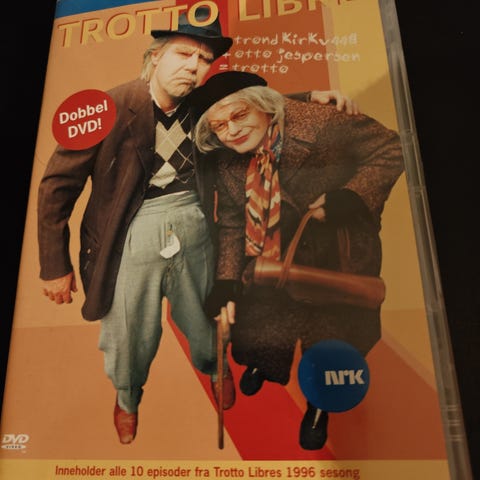 TROTTO LIBRE
trond Kirkvaag
+ otto jespersen
= trotto
Dobbel
DVD!
NRK
DVD
VIDEO
Inneholder alle 10 episoder fra Trotto Libres 1996 sesong